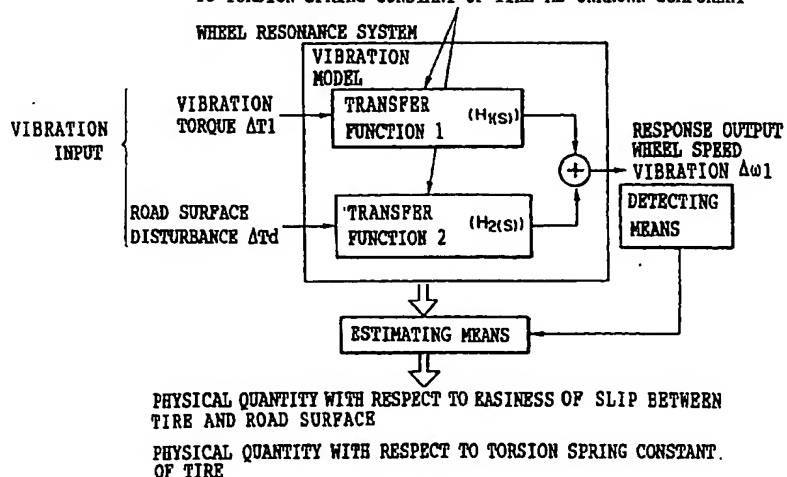 WHEEL RESONANCE SYSTEM
VIBRATION
MODEL
VIBRATION
TORQUE ΔT1
TRANSFER
FUNCTION 1
(H1(S))
VIBRATION
INPUT
+
RESPONSE OUTPUT
WHEEL SPEED
VIBRATION Δω1
ROAD SURFACE
DISTURBANCE ΔTd
TRANSFER
FUNCTION 2
(H2(S))
DETECTING
MEANS
ESTIMATING MEANS
PHYSICAL QUANTITY WITH RESPECT TO EASINESS OF SLIP BETWEEN
TIRE AND ROAD SURFACE
PHYSICAL QUANTITY WITH RESPECT TO TORSION SPRING CONSTANT.
OF TIRE